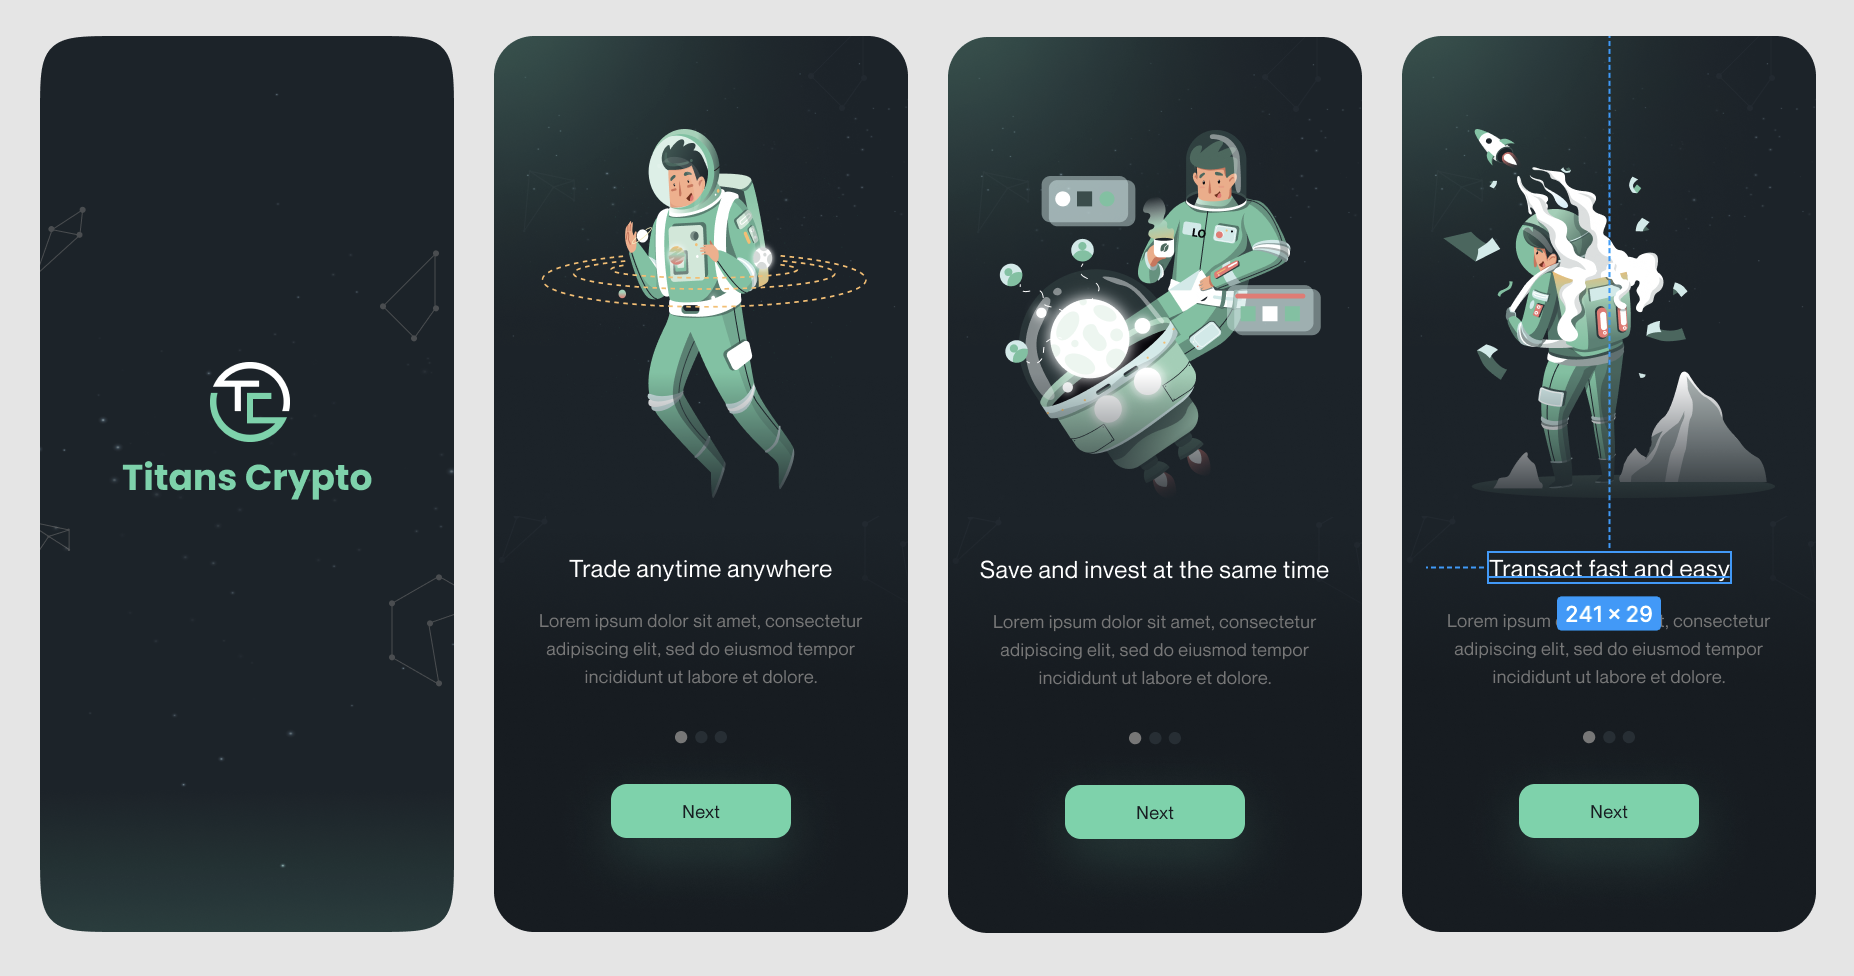 TC
Titans Crypto
Trade anytime anywhere
Lorem ipsum dolor sit amet, consectetur
adipiscing elit, sed do eiusmod tempor
incididunt ut labore et dolore.
Next
LO
Save and invest at the same time
Lorem ipsum dolor sit amet, consectetur
adipiscing elit, sed do eiusmod tempor
incididunt ut labore et dolore.
Next
Transact fast and easy
241 × 29
Lorem ipsum , consectetur
adipiscing elit, sed do eiusmod tempor
incididunt ut labore et dolore.
Next